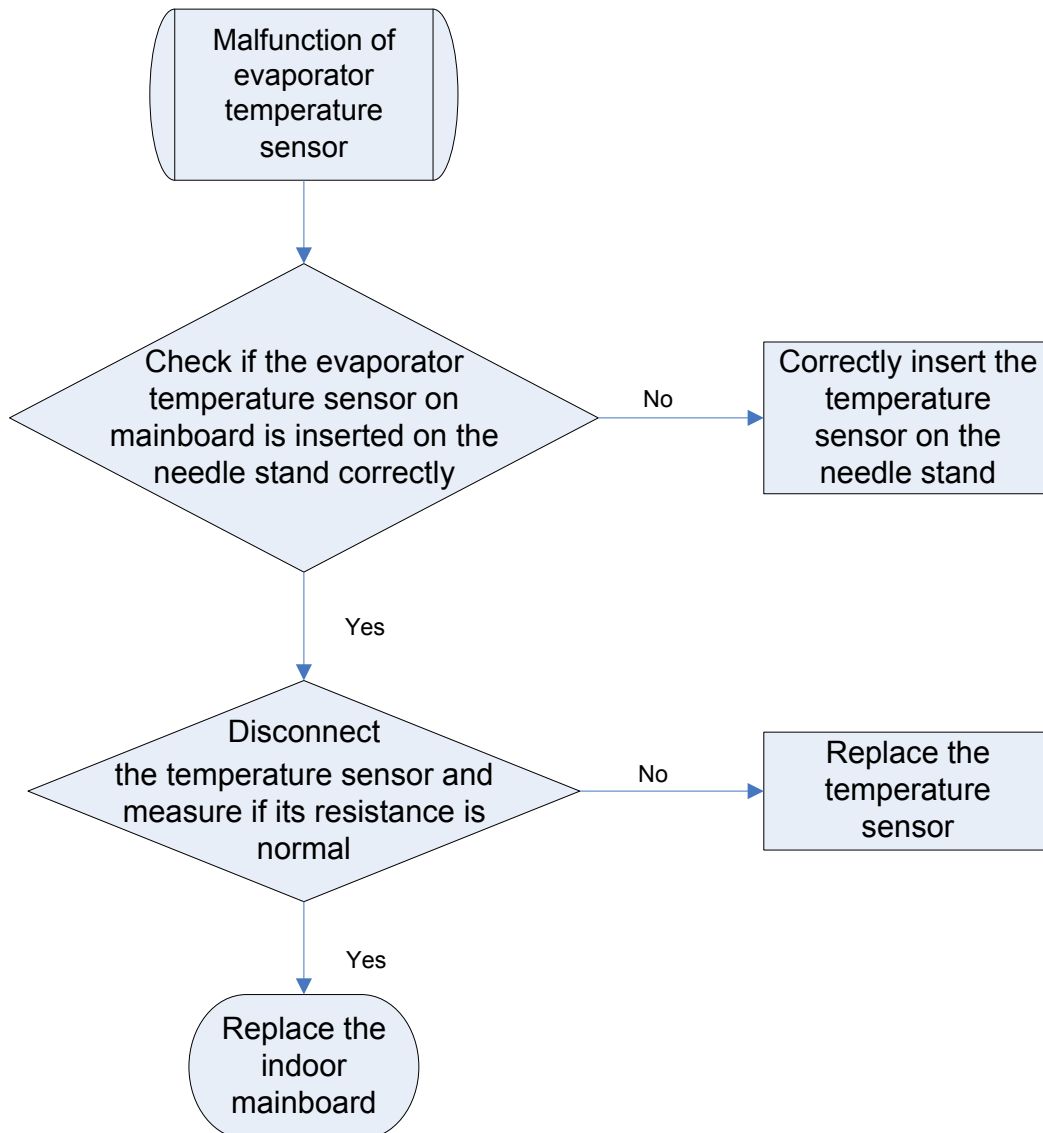 Malfunction of
evaporator
temperature
sensor
Check if the evaporator
temperature sensor on
mainboard is inserted on the
needle stand correctly
No
Correctly insert the
temperature
sensor on the
needle stand
Yes
Disconnect
the temperature sensor and
measure if its resistance is
normal
No
Replace the
temperature
sensor
Yes
Replace the
indoor
mainboard